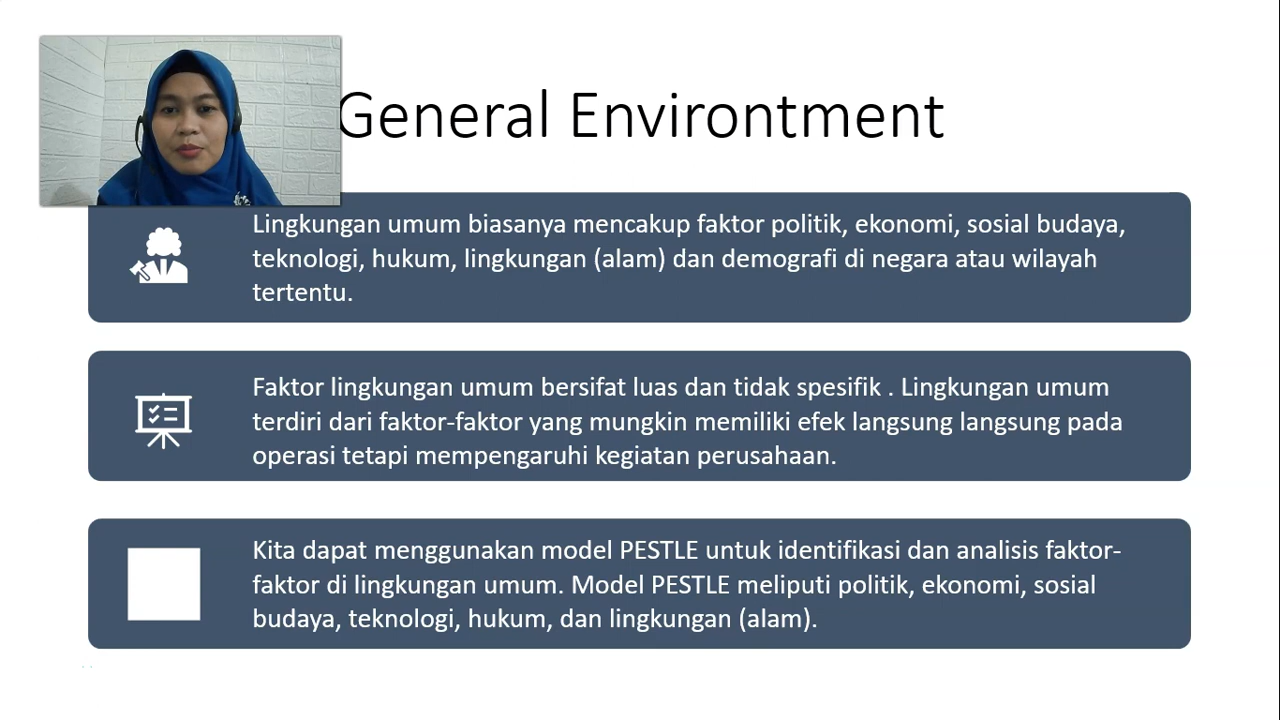 General Environtment
Lingkungan umum biasanya mencakup faktor politik, ekonomi, sosial budaya,
teknologi, hukum, lingkungan (alam) dan demografi di negara atau wilayah
tertentu.
Faktor lingkungan umum bersifat luas dan tidak spesifik . Lingkungan umum
terdiri dari faktor-faktor yang mungkin memiliki efek langsung langsung pada
operasi tetapi mempengaruhi kegiatan perusahaan.
Kita dapat menggunakan model PESTLE untuk identifikasi dan analisis faktor-
faktor di lingkungan umum. Model PESTLE meliputi politik, ekonomi, sosial
budaya, teknologi, hukum, dan lingkungan (alam).